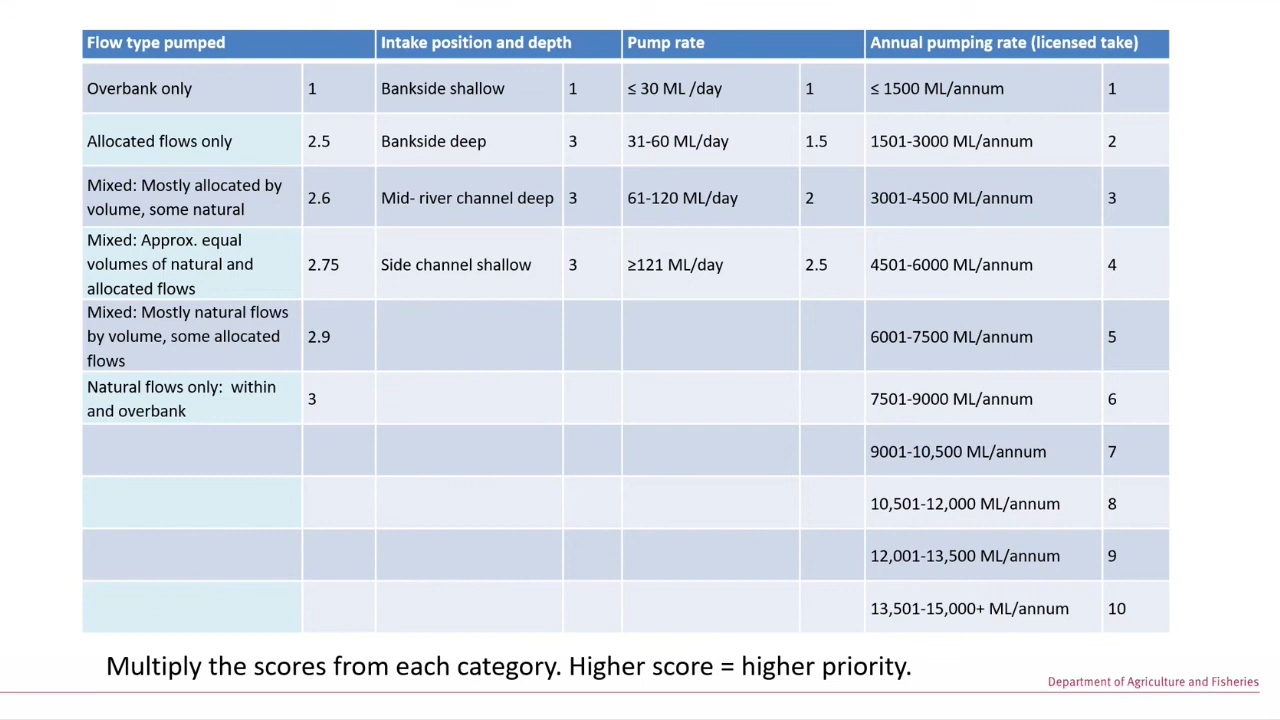 Flow type pumped Intake position and depth Pump rate Annual pumping rate (licensed take)
Overbank only 1 Bankside shallow 1 ≤ 30 ML /day 1 ≤ 1500 ML/annum 1
Allocated flows only 2.5 Bankside deep 3 31-60 ML/day 1.5 1501-3000 ML/annum 2
Mixed: Mostly allocated by
volume, some natural 2.6 Mid- river channel deep 3 61-120 ML/day 2 3001-4500 ML/annum 3
Mixed: Approx. equal
volumes of natural and
allocated flows 2.75 Side channel shallow 3 ≥121 ML/day 2.5 4501-6000 ML/annum 4
Mixed: Mostly natural flows
by volume, some allocated
flows 2.9 6001-7500 ML/annum 5
Natural flows only:  within
and overbank 3 7501-9000 ML/annum 6
9001-10,500 ML/annum 7
10,501-12,000 ML/annum 8
12,001-13,500 ML/annum 9
13,501-15,000+ ML/annum 10
Multiply the scores from each category. Higher score = higher priority.
Department of Agriculture and Fisheries